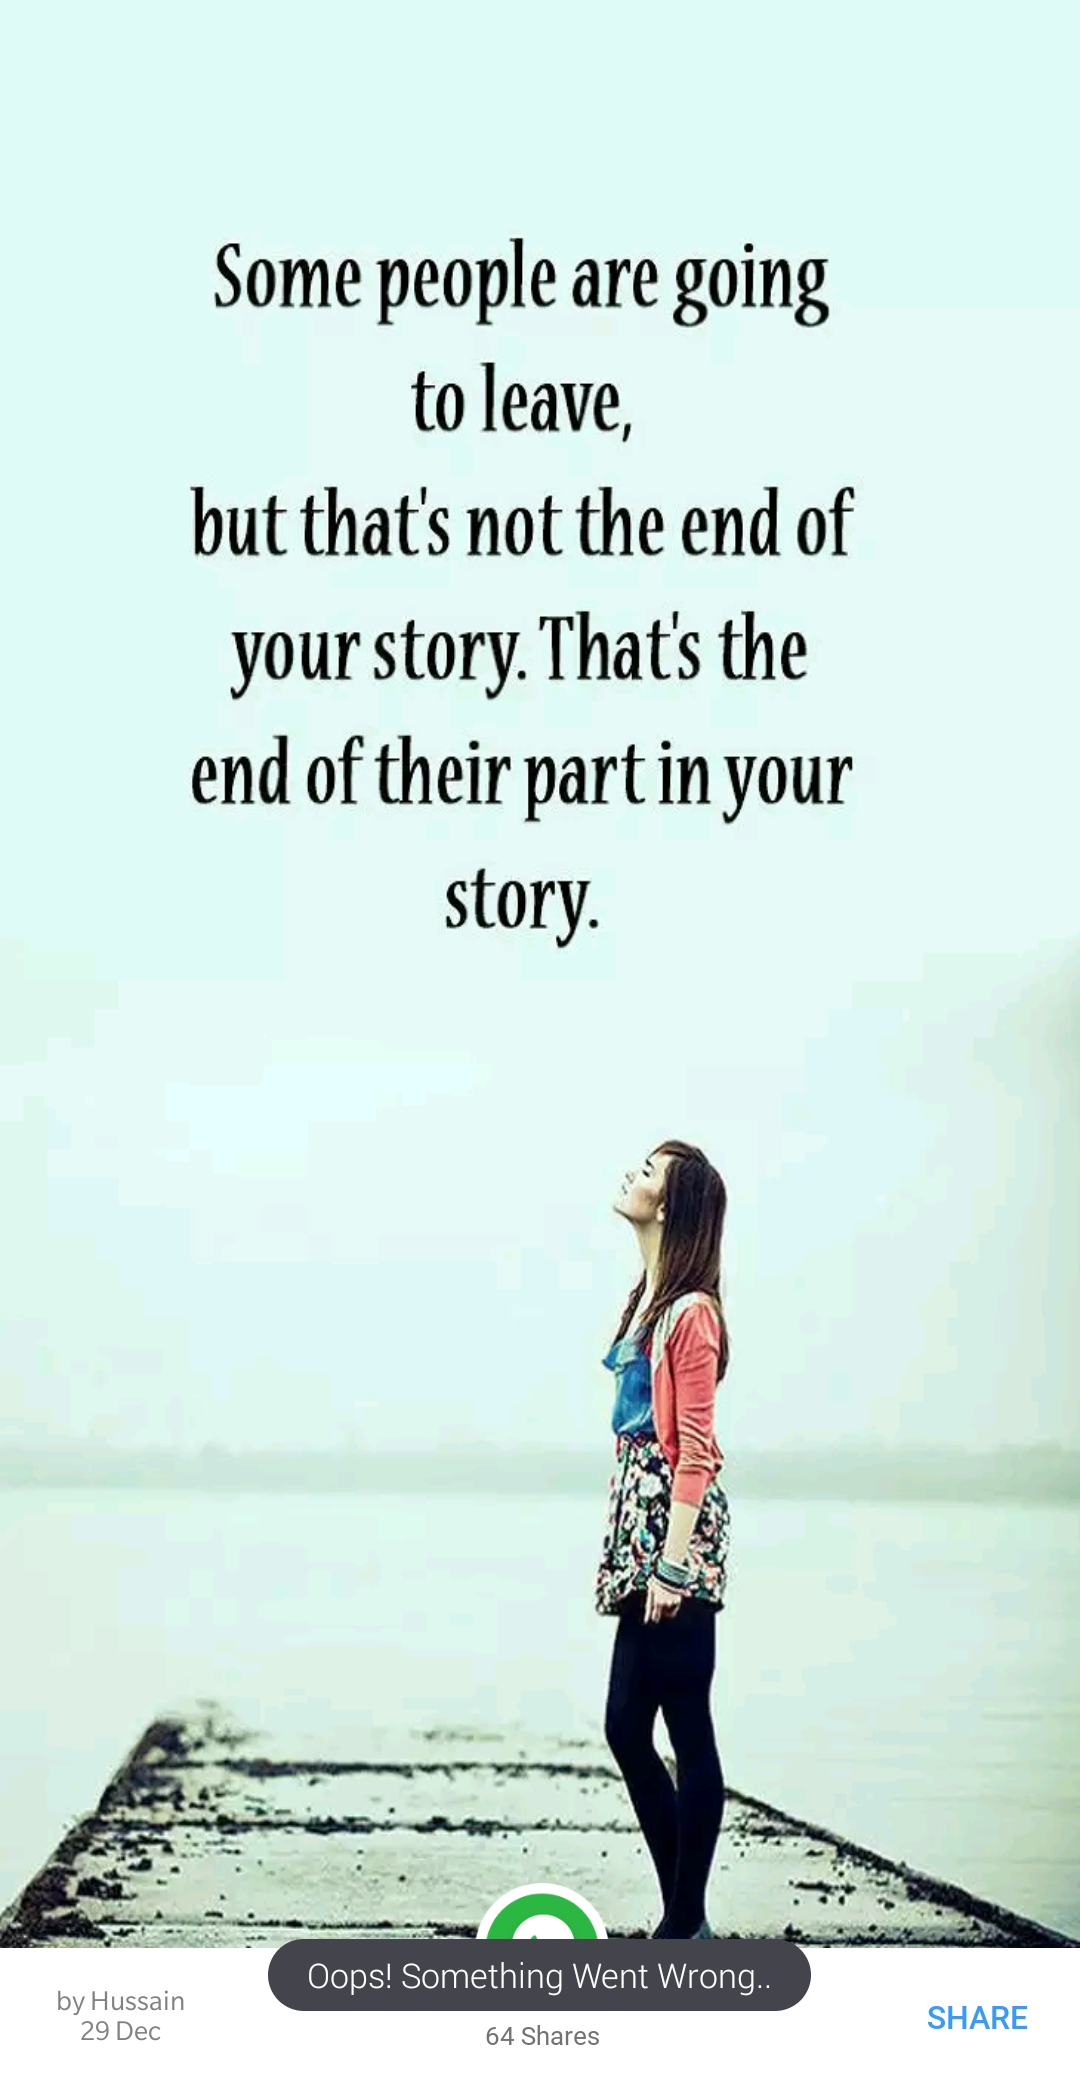 Some people are going
to leave,
but that's not the end of
your story. That's the
end of their part in your
story.
Oops! Something Went Wrong..
by Hussain
29 Dec
64 Shares
SHARE